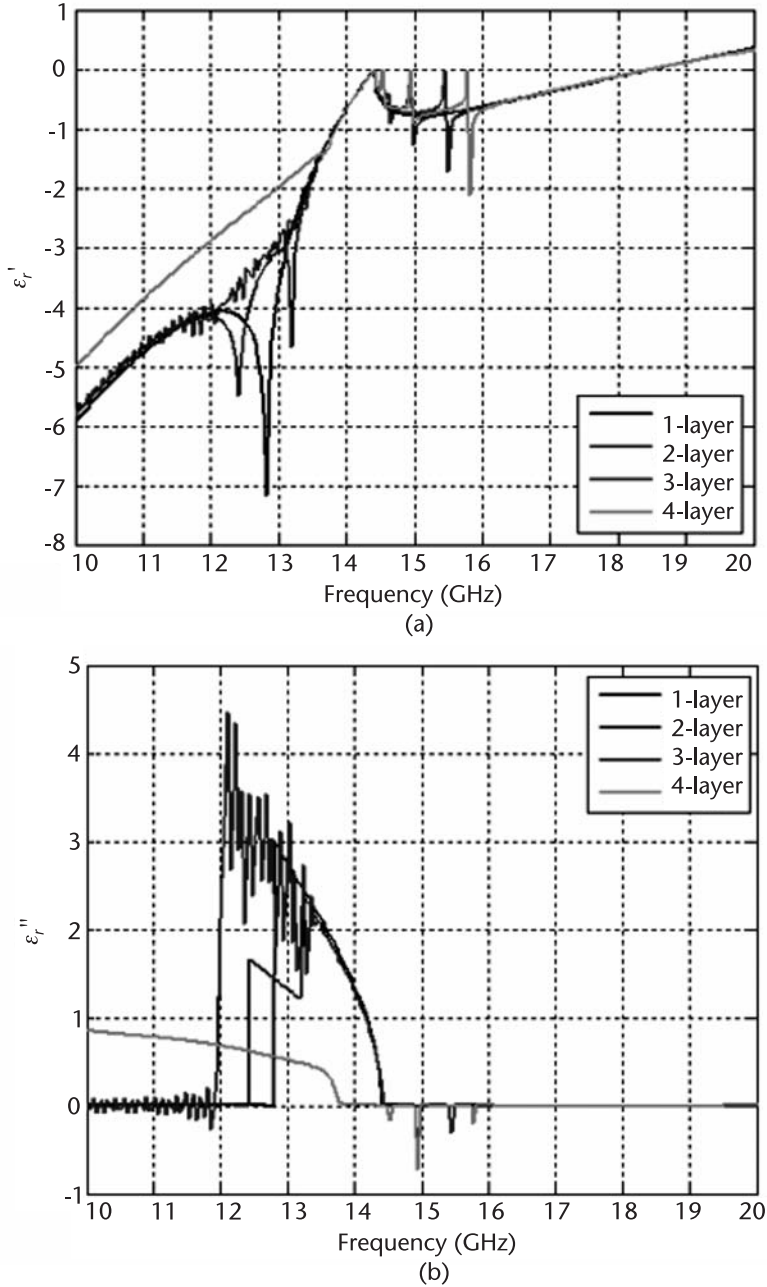 1
0
-1
-2
-3
-4
-5
-6
-7
-8
εr'
1-layer
2-layer
3-layer
4-layer
10 11 12 13 14 15 16 17 18 19 20
Frequency (GHz)
(a)
5
4
3
2
1
0
-1
εr''
1-layer
2-layer
3-layer
4-layer
10 11 12 13 14 15 16 17 18 19 20
Frequency (GHz)
(b)